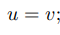 u = v;